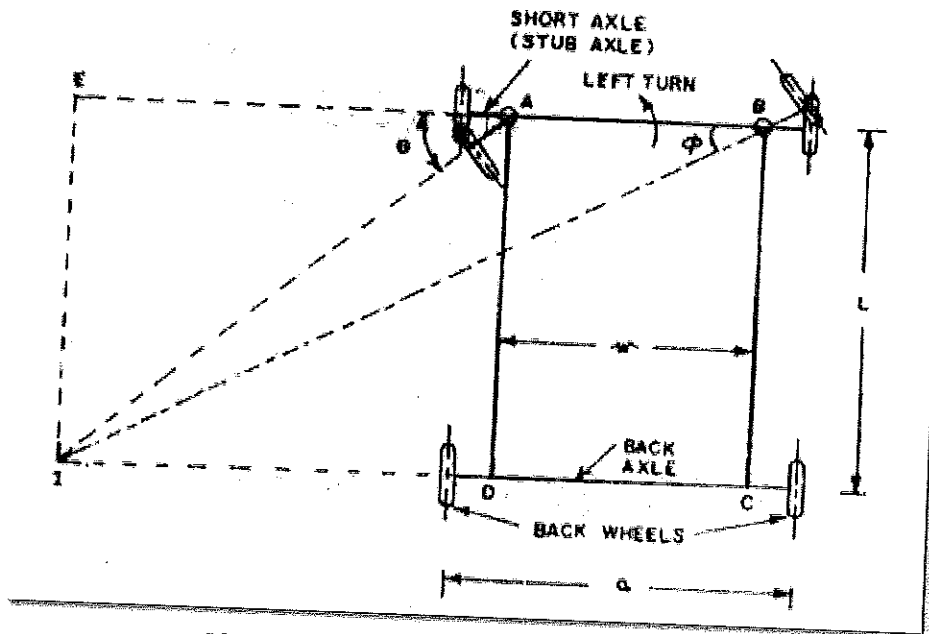 SHORT AXLE
(STUB AXLE)
LEFT TURN
E
A
B
θ
Φ
L
W
I
D
BACK
AXLE
C
BACK WHEELS
a